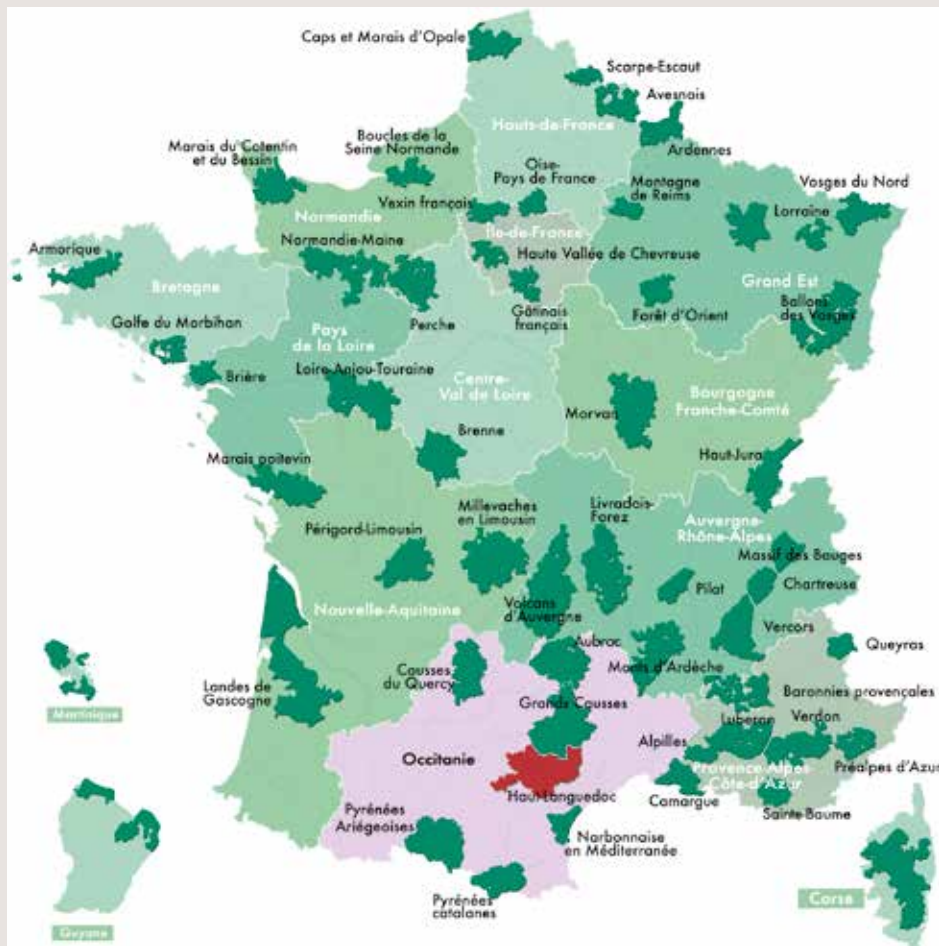 Caps et Marais d'Opale
Scarpe-Escaut
Avesnois
Hauts-de-France
Ardennes
Marais du Cotentin
et du Bessin
Boucles de la
Seine Normande
Oise-
Pays de France
Montagne
de Reims
Vosges du Nord
Vexin français
Normandie
Île-de-France
Lorraine
Armorique
Normandie-Maine
Haute Vallée de Chevreuse
Bretagne
Grand Est
Golfe du Morbihan
Pays
de la Loire
Perche
Gâtinais
français
Forêt d'Orient
Ballons
des Vosges
Brière
Loire-Anjou-Touraine
Centre-
Val de Loire
Bourgogne
Franche-Comté
Morvan
Brenne
Haut-Jura
Marais poitevin
Millevaches
en Limousin
Livradois-
Forez
Auvergne-
Rhône-Alpes
Périgord-Limousin
Massif des Bauges
Pilat
Chartreuse
Nouvelle-Aquitaine
Volcans
d'Auvergne
Vercors
Aubrac
Queyras
Causses
du Quercy
Monts d'Ardèche
Landes de
Gascogne
Baronnies provençales
Martinique
Grands Causses
Luberon
Verdon
Alpilles
Occitanie
Provence-Alpes-
Côte-d'Azur
Préalpes d'Azur
Haut-Languedoc
Camargue
Sainte-Baume
Pyrénées
Ariégeoises
Narbonnaise
en Méditerranée
Pyrénées
catalanes
Corse
Guyane